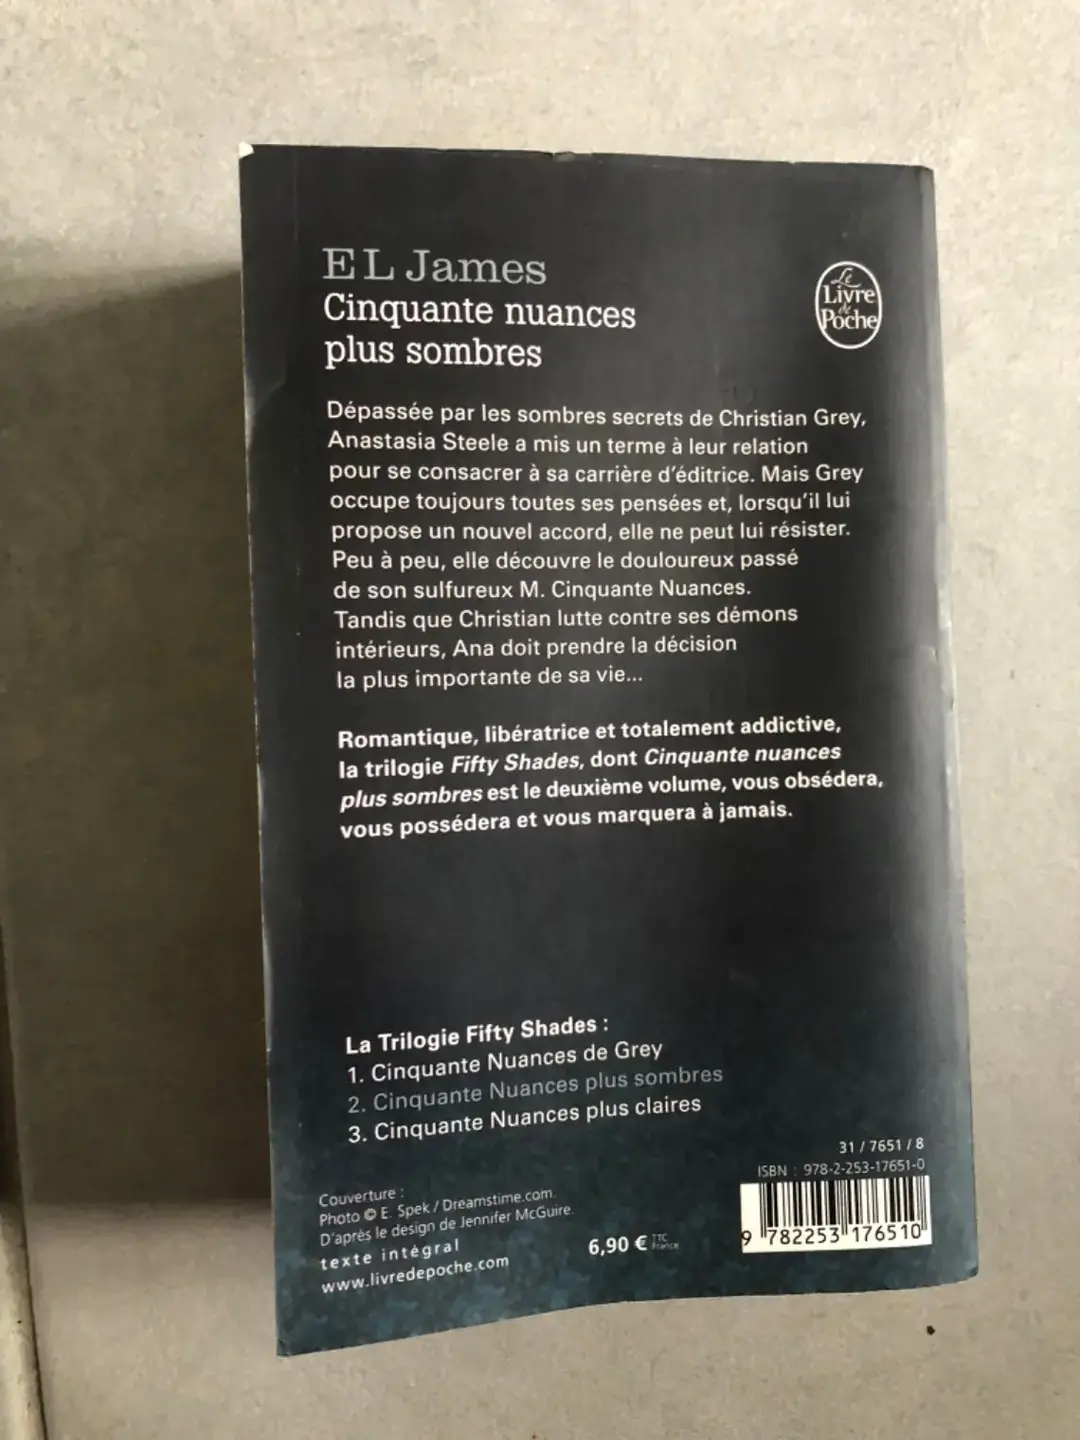 E L James
Cinquante nuances
plus sombres
Le
Livre
de
Poche
Dépassée par les sombres secrets de Christian Grey,
Anastasia Steele a mis un terme à leur relation
pour se consacrer à sa carrière d'éditrice. Mais Grey
occupe toujours toutes ses pensées et, lorsqu'il lui
propose un nouvel accord, elle ne peut lui résister.
Peu à peu, elle découvre le douloureux passé
de son sulfureux M. Cinquante Nuances.
Tandis que Christian lutte contre ses démons
intérieurs, Ana doit prendre la décision
la plus importante de sa vie...
Romantique, libératrice et totalement addictive,
la trilogie Fifty Shades, dont Cinquante nuances
plus sombres est le deuxième volume, vous obsédera,
vous possédera et vous marquera à jamais.
La Trilogie Fifty Shades :
1. Cinquante Nuances de Grey
2. Cinquante Nuances plus sombres
3. Cinquante Nuances plus claires
Couverture :
Photo © E. Spek / Dreamstime.com.
D'après le design de Jennifer McGuire.
texte intégral
www.livredepoche.com
6,90 € TTC
France
31 / 7651 / 8
ISBN : 978-2-253-17651-0
9 782253 176510